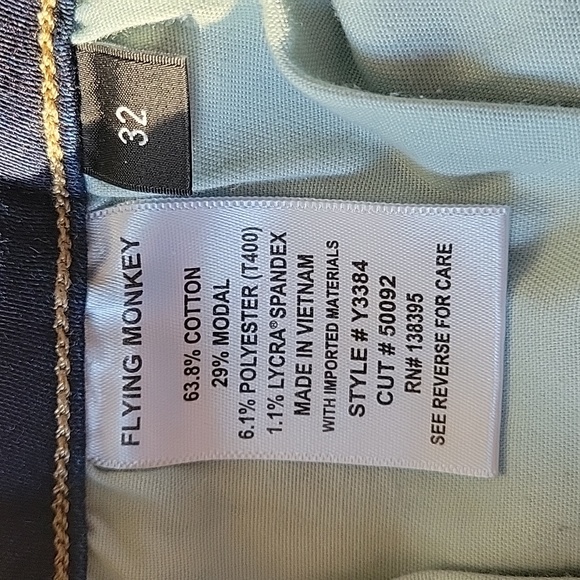 32
FLYING MONKEY
63.8% COTTON
29% MODAL
6.1% POLYESTER (T400)
1.1% LYCRA®SPANDEX
MADE IN VIETNAM
WITH IMPORTED MATERIALS
STYLE # Y3384
CUT # 50092
RN# 138395
SEE REVERSE FOR CARE